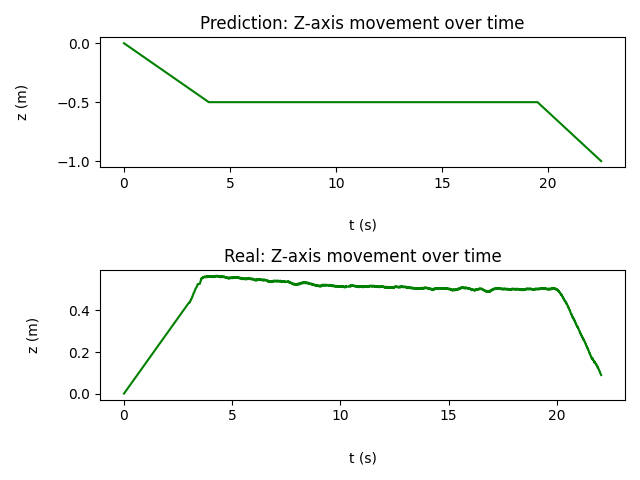 Prediction: Z-axis movement over time
0.0
−0.5
−1.0
z (m)
0 5 10 15 20
t (s)
Real: Z-axis movement over time
0.4
0.2
0.0
z (m)
0 5 10 15 20
t (s)